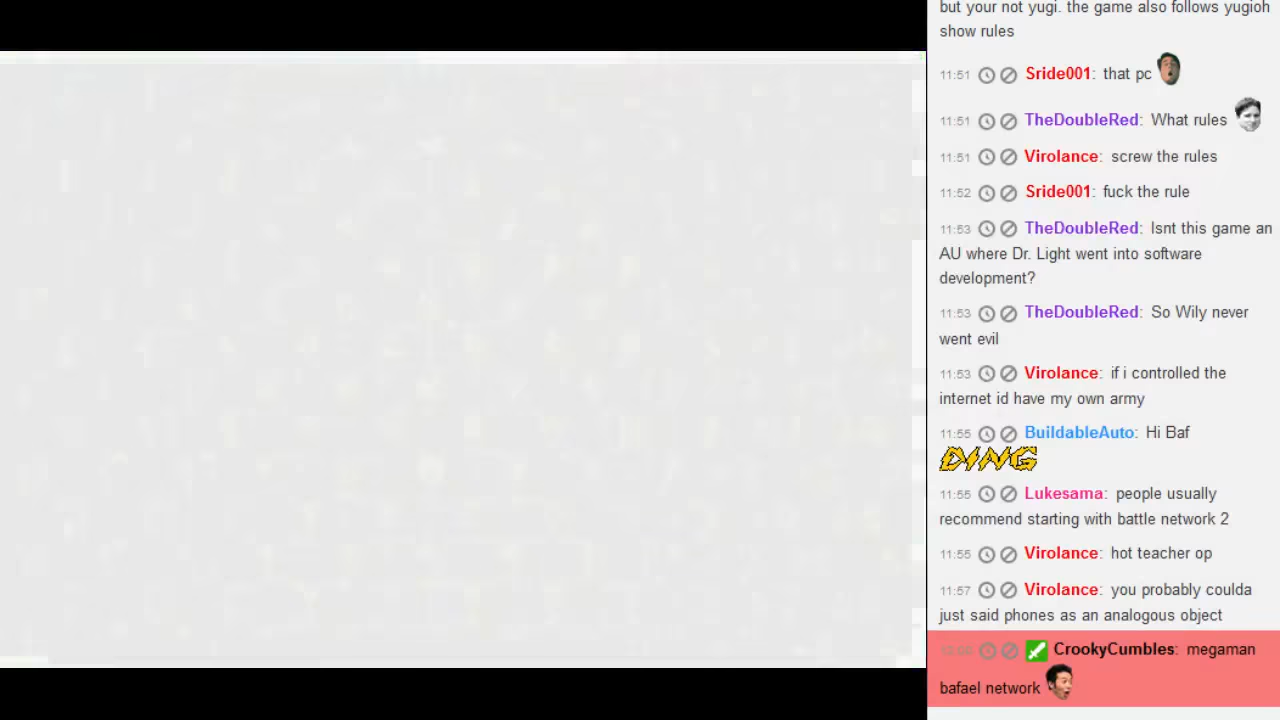 but your not yugi. the game also follows yugioh
show rules
11:51 Sride001: that pc
11:51 TheDoubleRed: What rules
11:51 Virolance: screw the rules
11:52 Sride001: fuck the rule
11:53 TheDoubleRed: Isnt this game an
AU where Dr. Light went into software
development?
11:53 TheDoubleRed: So Wily never
went evil
11:53 Virolance: if i controlled the
internet id have my own army
11:55 BuildableAuto: Hi Baf
DING
11:55 Lukesama: people usually
recommend starting with battle network 2
11:55 Virolance: hot teacher op
11:57 Virolance: you probably coulda
just said phones as an analogous object
CrookyCumbles: megaman
bafael network